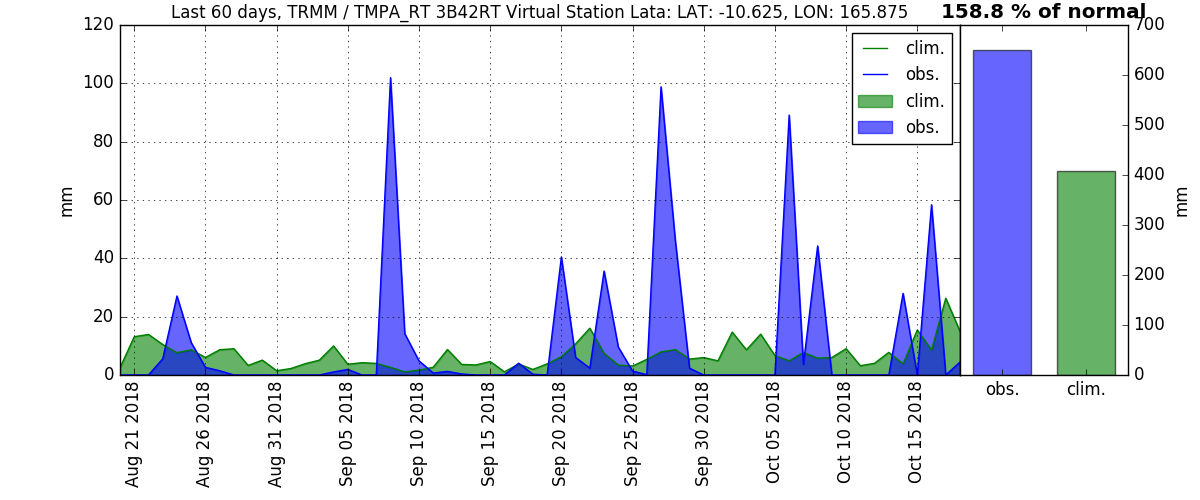 Last 60 days, TRMM / TMPA_RT 3B42RT Virtual Station Lata: LAT: -10.625, LON: 165.875
158.8 % of normal
120
100
80
60
40
20
0
mm
clim.
obs.
clim.
obs.
700
600
500
400
300
200
100
0
mm
obs.
clim.
Aug 21 2018
Aug 26 2018
Aug 31 2018
Sep 05 2018
Sep 10 2018
Sep 15 2018
Sep 20 2018
Sep 25 2018
Sep 30 2018
Oct 05 2018
Oct 10 2018
Oct 15 2018